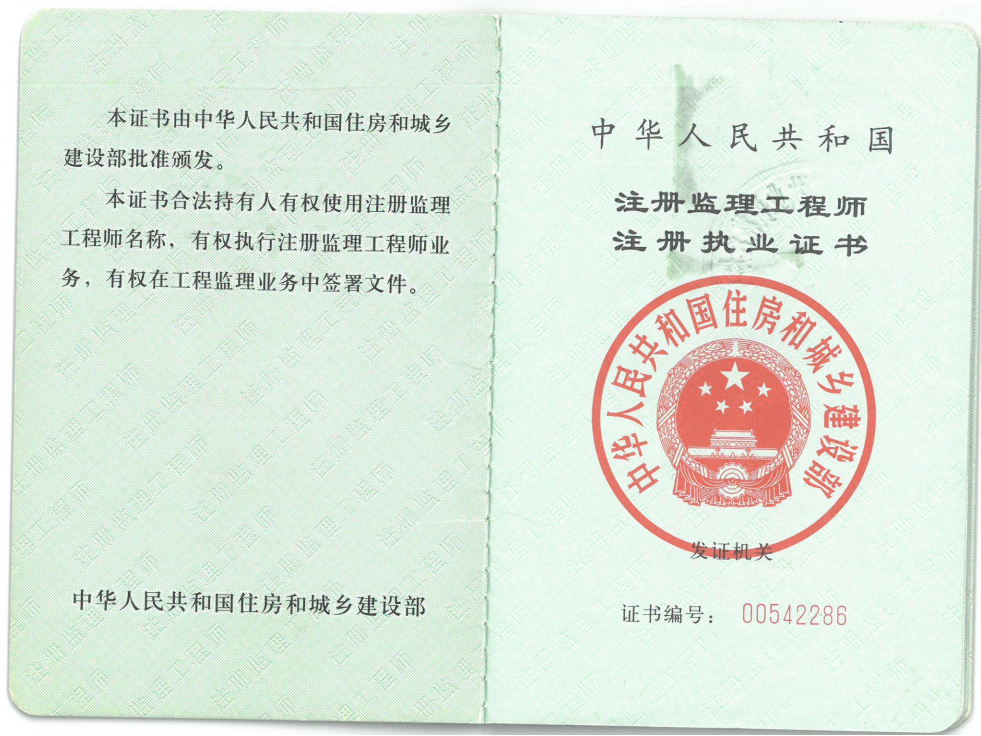 本证书由中华人民共和国住房和城乡
建设部批准颁发。
本证书合法持有人有权使用注册监理
工程师名称，有权执行注册监理工程师业
务，有权在工程监理业务中签署文件。
中华人民共和国住房和城乡建设部
中华人民共和国
注册监理工程师
注册执业证书
中华人民共和国住房和城乡建设部
发证机关
证书编号：00542286